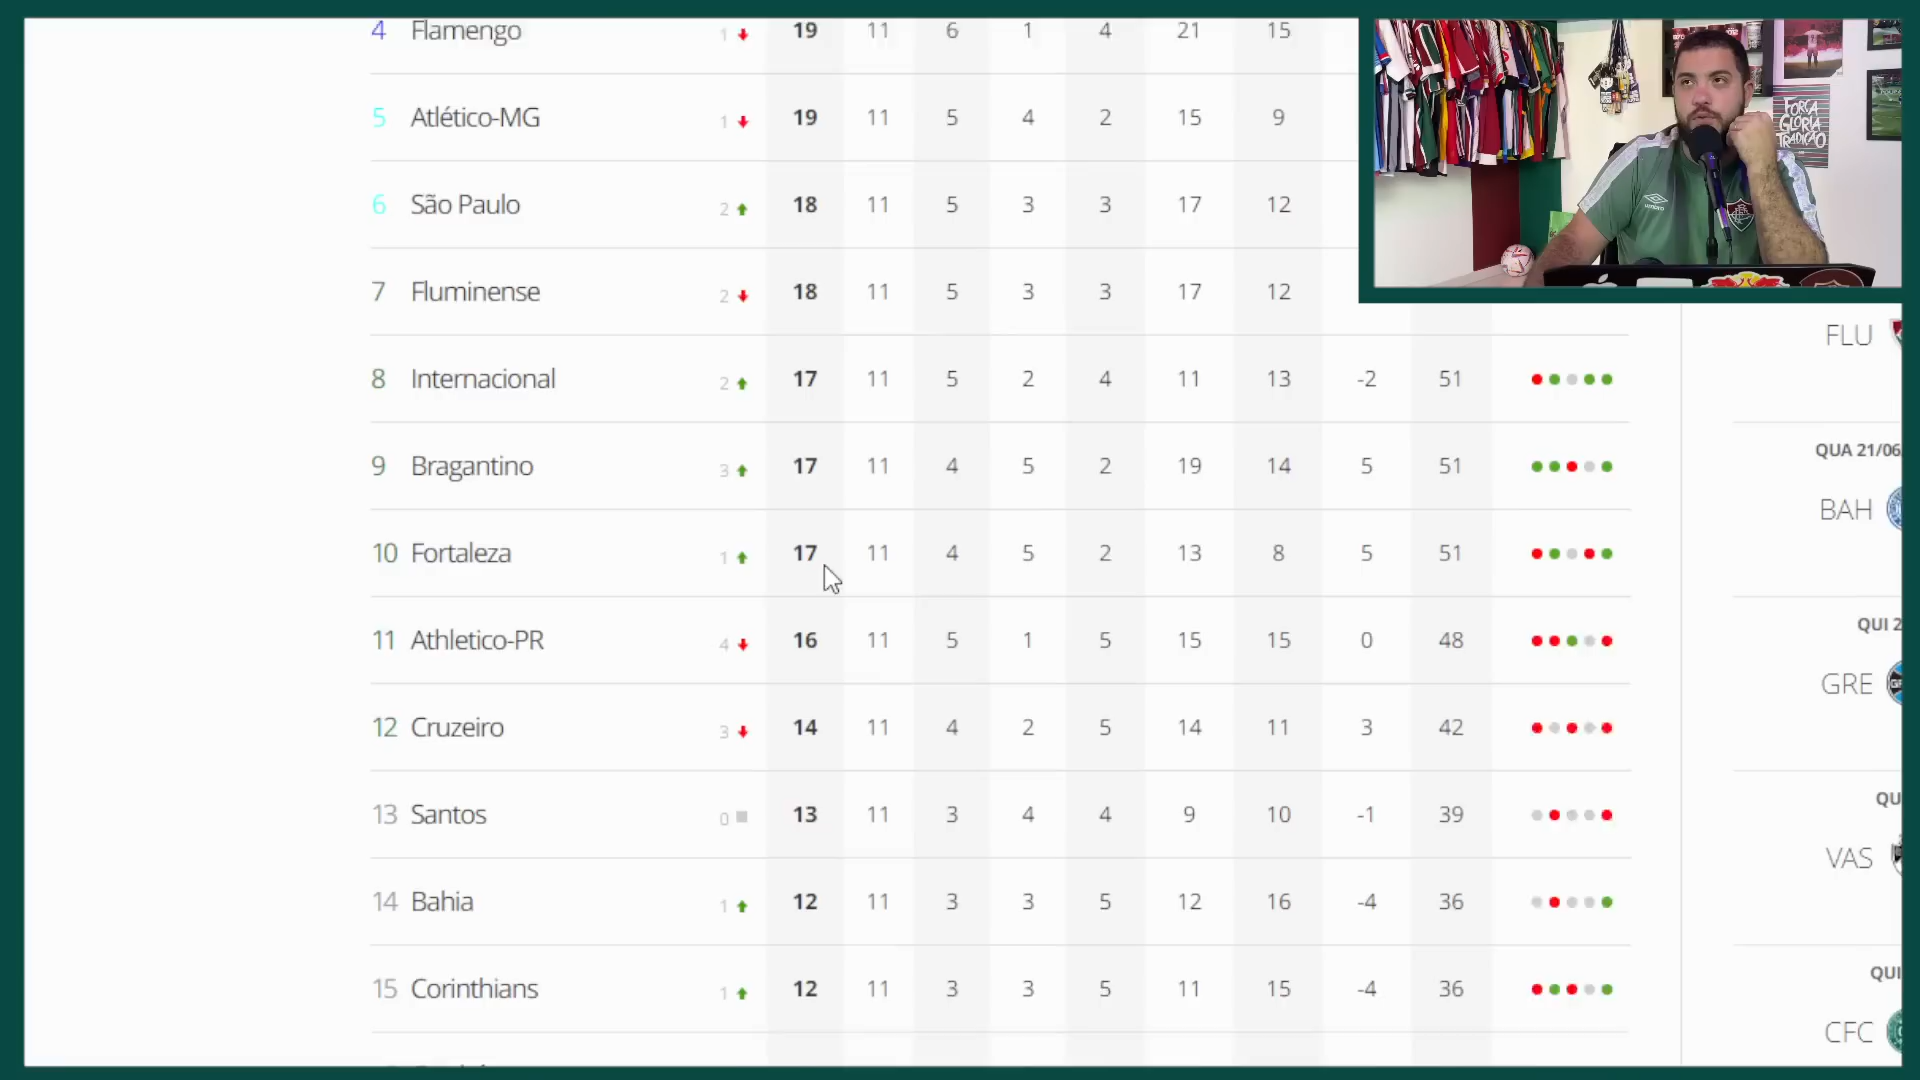 4 Flamengo 1 19 11 6 1 4 21 15
5 Atlético-MG 1 19 11 5 4 2 15 9
6 São Paulo 2 18 11 5 3 3 17 12
7 Fluminense 2 18 11 5 3 3 17 12
8 Internacional 2 17 11 5 2 4 11 13 -2 51
9 Bragantino 3 17 11 4 5 2 19 14 5 51
10 Fortaleza 1 17 11 4 5 2 13 8 5 51
11 Athletico-PR 4 16 11 5 1 5 15 15 0 48
12 Cruzeiro 3 14 11 4 2 5 14 11 3 42
13 Santos 0 13 11 3 4 4 9 10 -1 39
14 Bahia 1 12 11 3 3 5 12 16 -4 36
15 Corinthians 1 12 11 3 3 5 11 15 -4 36
FORÇA
GLÓRIA
TRADIÇÃO
umbro
FLU
QUA 21/06
BAH
QUI 2
GRE
QU
VAS
QUI
CFC